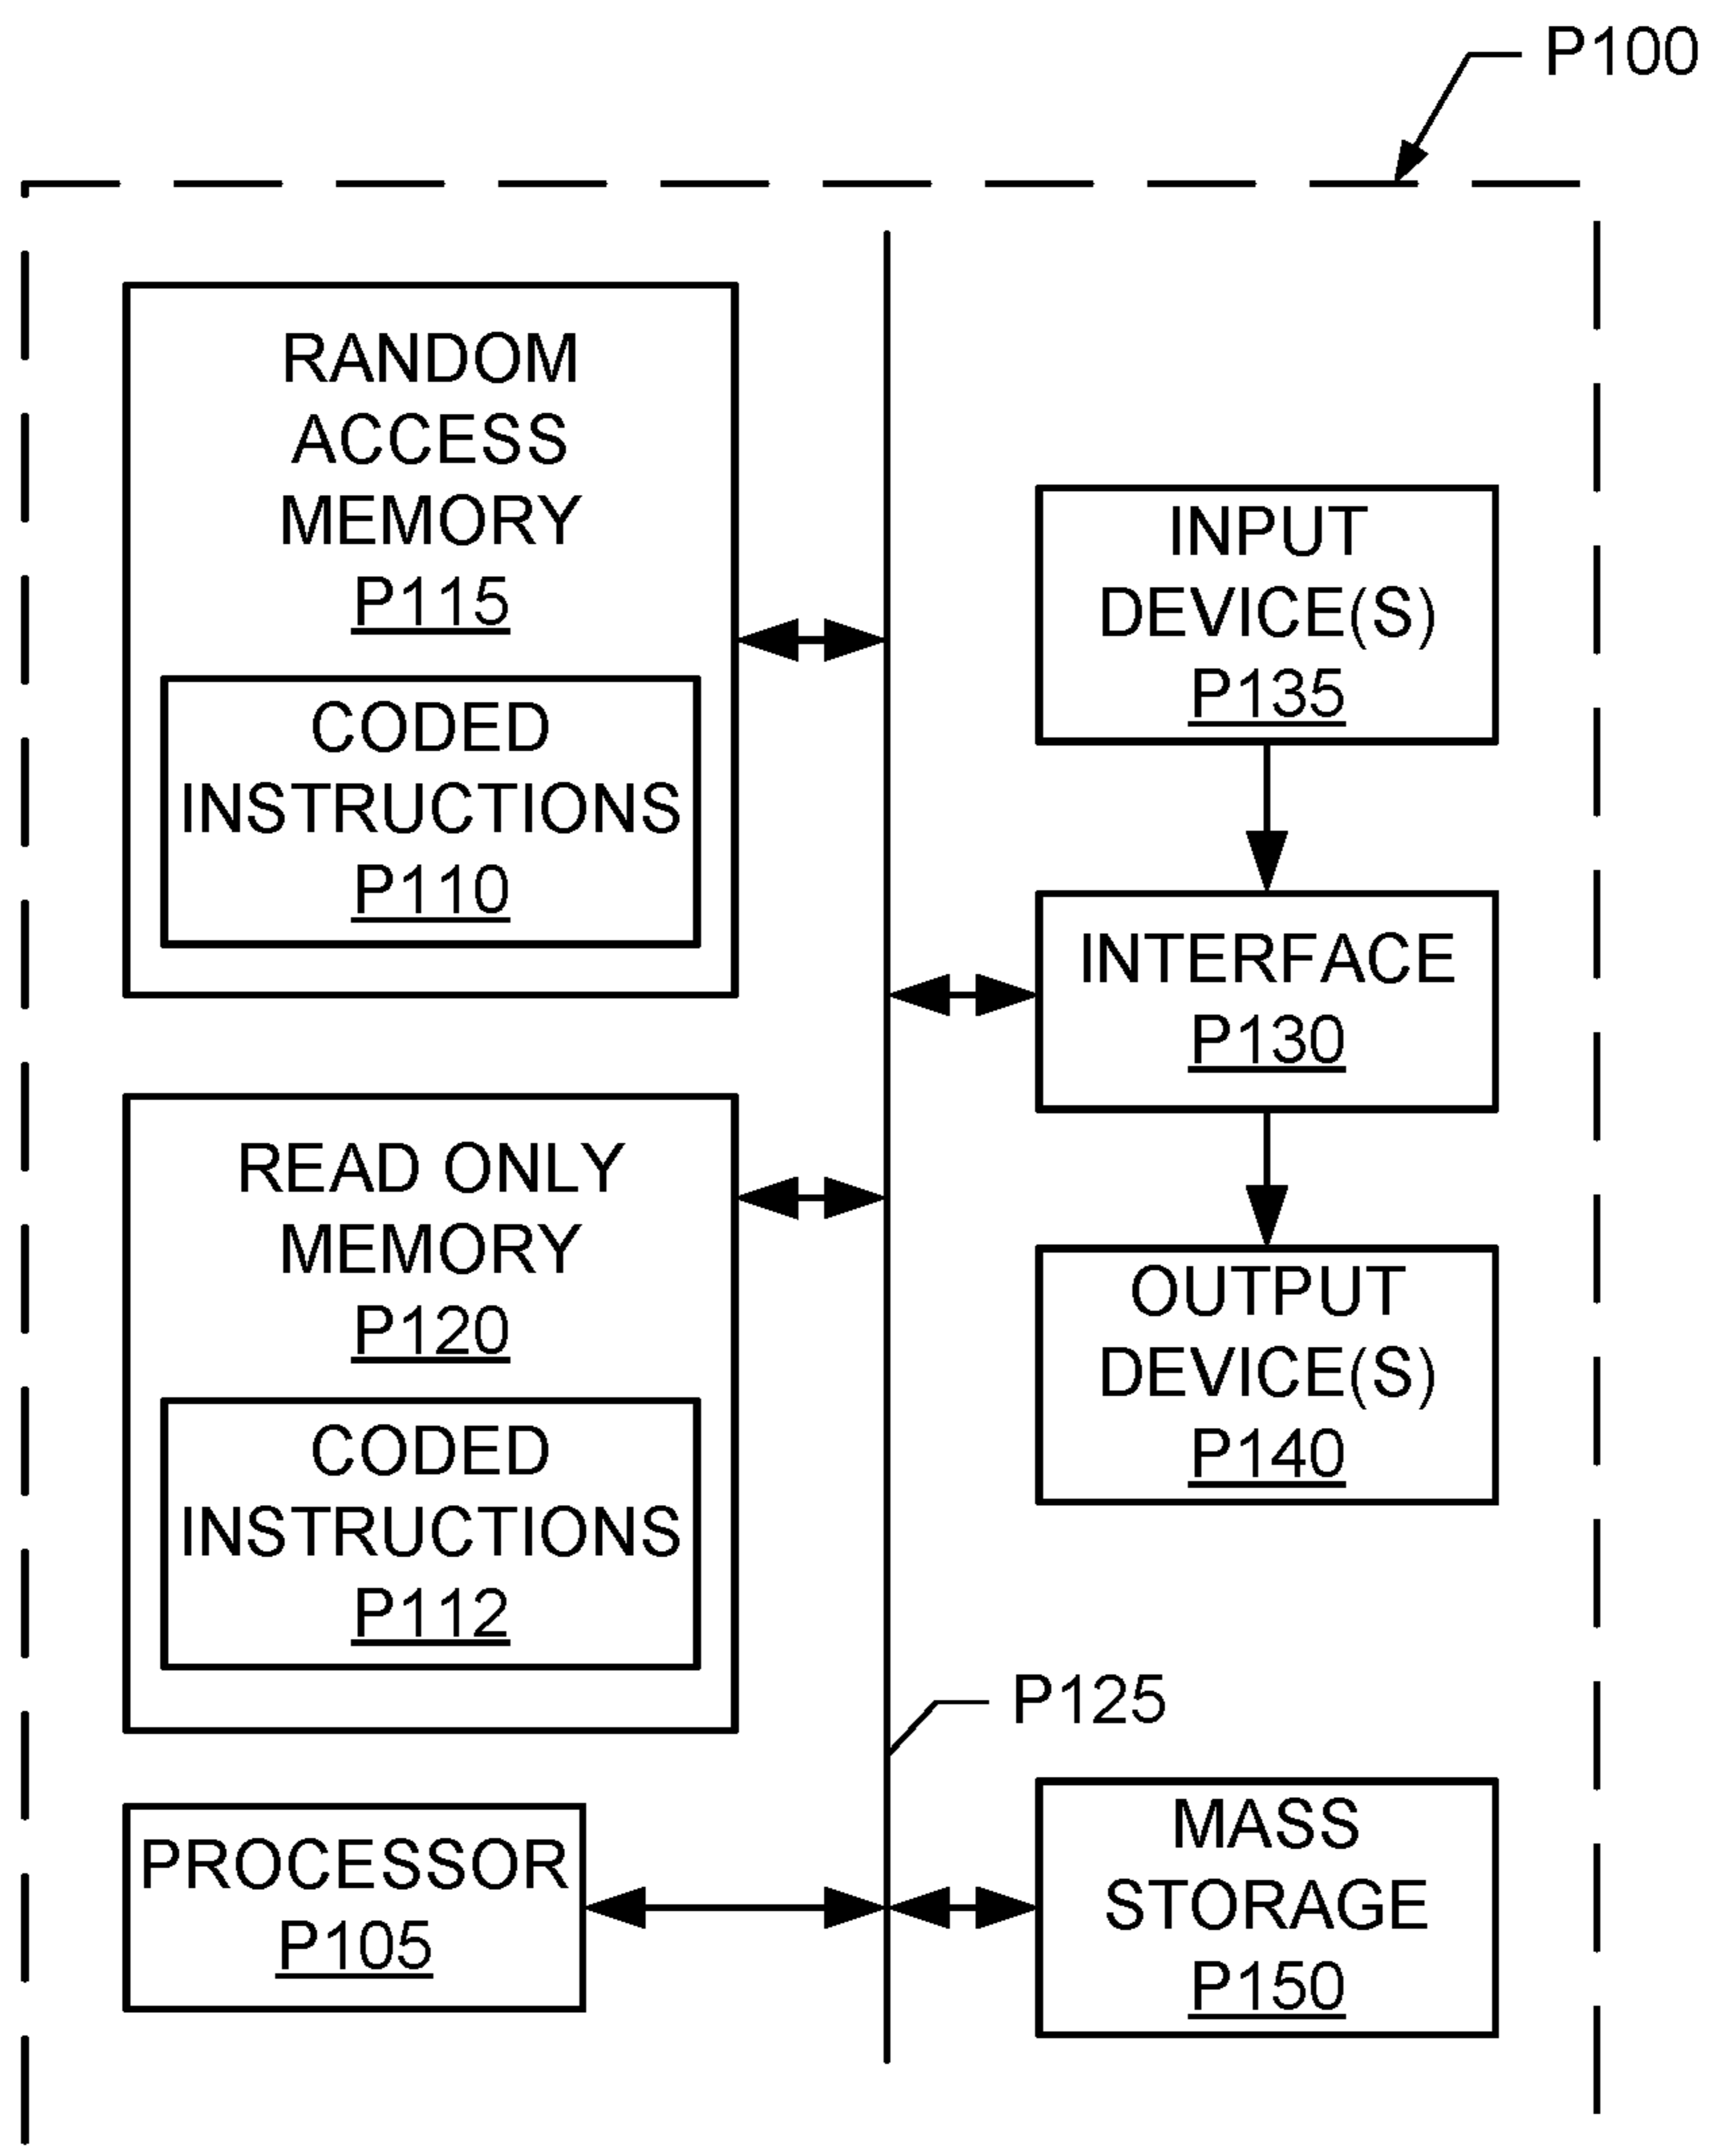 P100
RANDOM
ACCESS
MEMORY
P115
CODED
INSTRUCTIONS
P110
INPUT
DEVICE(S)
P135
INTERFACE
P130
READ ONLY
MEMORY
P120
CODED
INSTRUCTIONS
P112
OUTPUT
DEVICE(S)
P140
P125
PROCESSOR
P105
MASS
STORAGE
P150